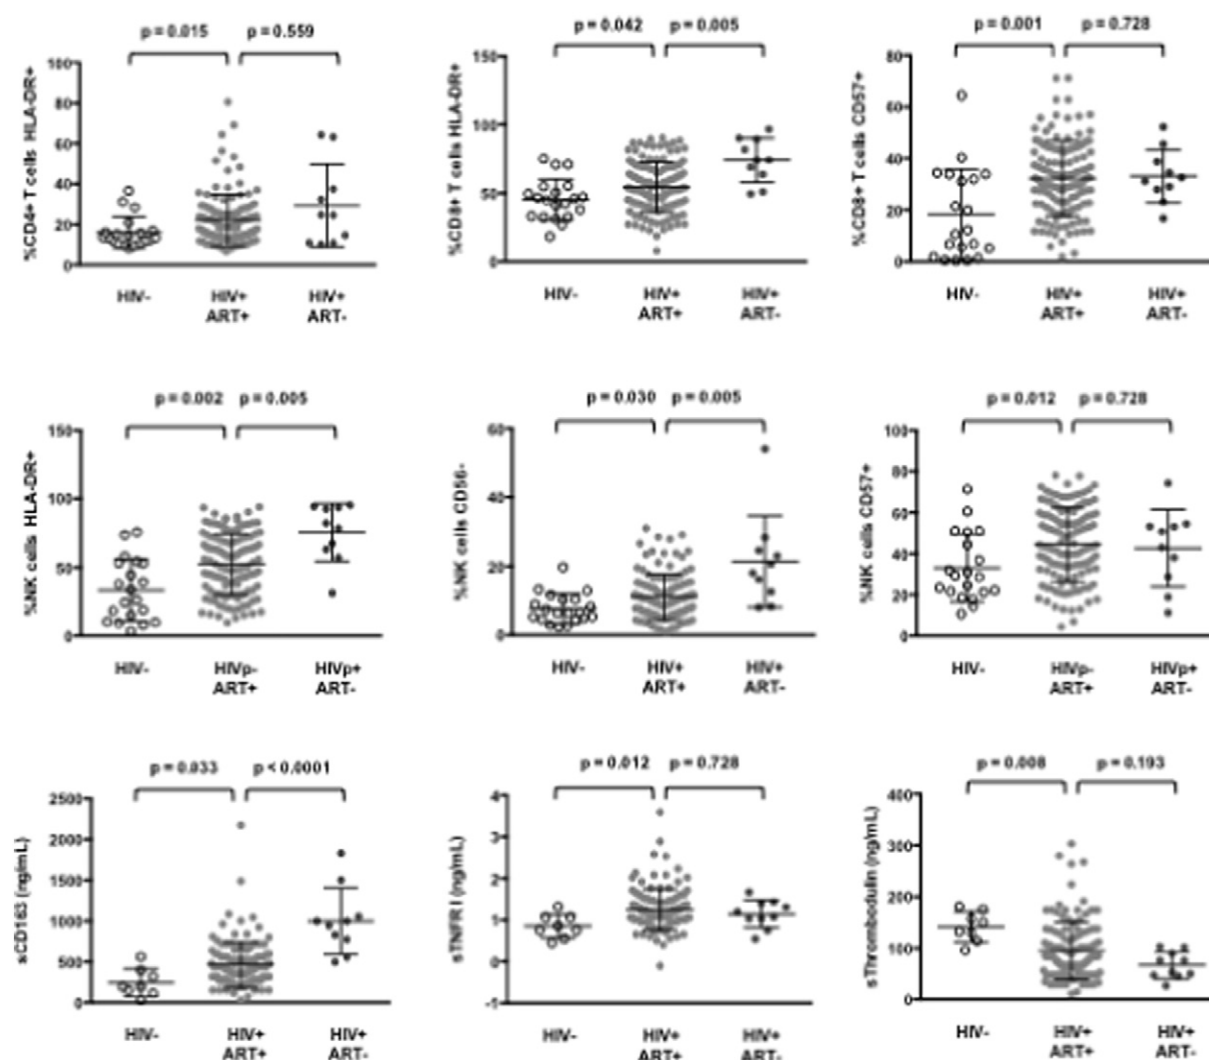 p = 0.015 p = 0.559
%CD4+ T cells HLA-DR+
100
80
60
40
20
0
HIV- HIV+ HIV+
ART+ ART-
p = 0.042 p = 0.005
%CD8+ T cells HLA-DR+
150
100
50
0
HIV- HIV+ HIV+
ART+ ART-
p = 0.001 p = 0.728
%CD8+ T cells CD57+
80
60
40
20
0
HIV- HIV+ HIV+
ART+ ART-
p = 0.002 p = 0.005
%NK cells HLA-DR+
150
100
50
0
HIV- HIVp- HIVp+
ART+ ART-
p = 0.030 p = 0.005
%NK cells CD56-
60
40
20
0
HIV- HIV+ HIV+
ART+ ART-
p = 0.012 p = 0.728
%NK cells CD57+
100
80
60
40
20
0
HIV- HIVp- HIVp+
ART+ ART-
p = 0.033 p < 0.0001
sCD163 (ng/mL)
2500
2000
1500
1000
500
0
HIV- HIV+ HIV+
ART+ ART-
p = 0.012 p = 0.728
sTNFR I (ng/mL)
4
3
2
1
0
-1
HIV- HIV+ HIV+
ART+ ART-
p = 0.008 p = 0.193
sThrombodulin (ng/mL)
400
300
200
100
0
HIV- HIV+ HIV+
ART+ ART-